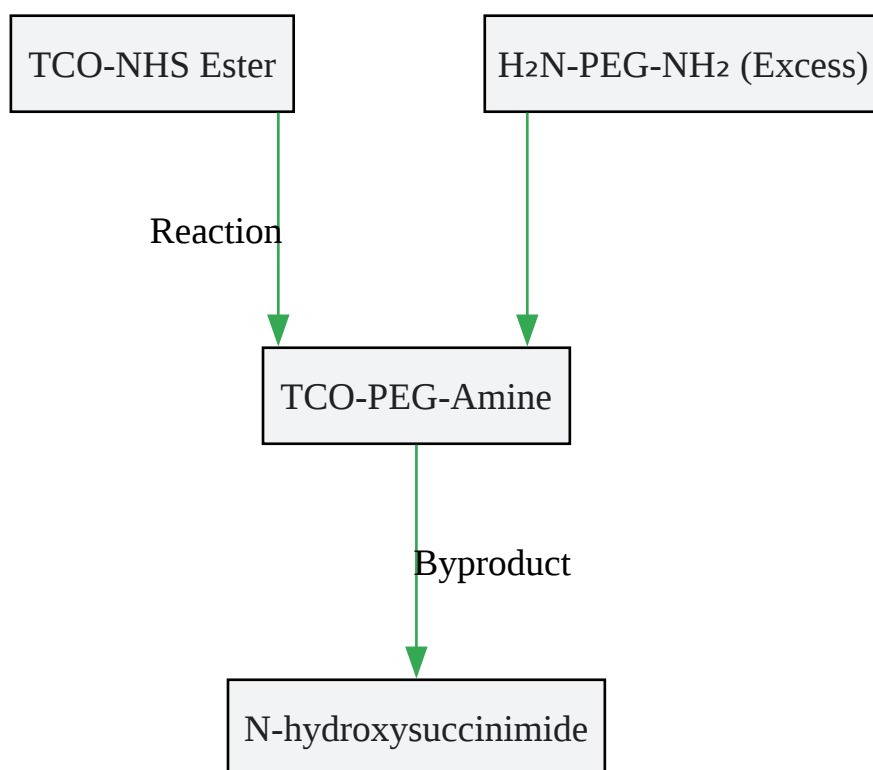 TCO-NHS Ester
H₂N-PEG-NH₂ (Excess)
Reaction
TCO-PEG-Amine
Byproduct
N-hydroxysuccinimide